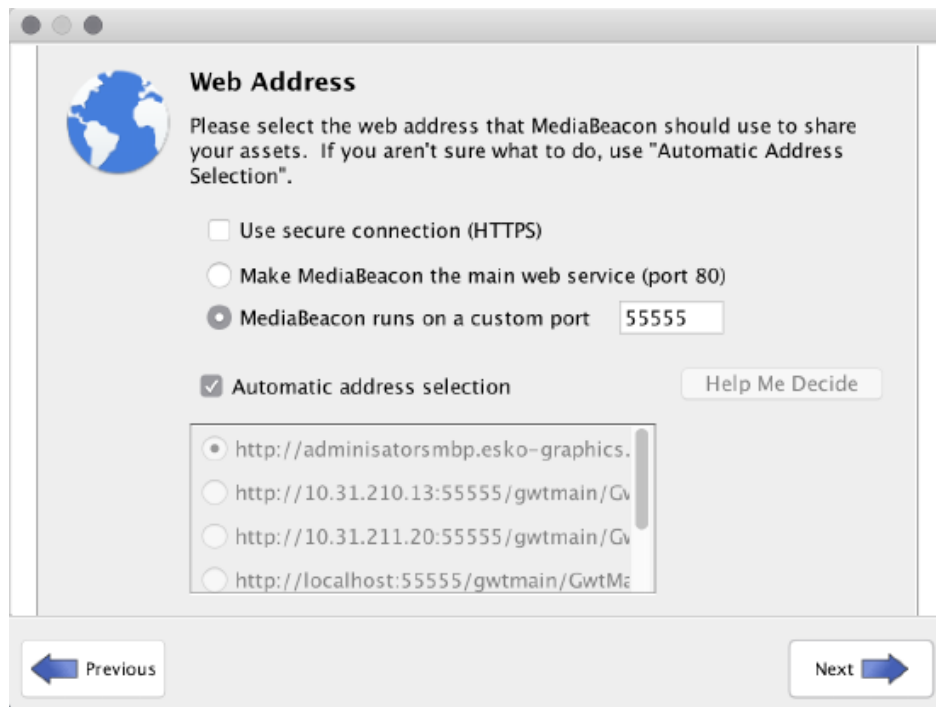 Web Address
Please select the web address that MediaBeacon should use to share
your assets.  If you aren't sure what to do, use "Automatic Address
Selection".
Use secure connection (HTTPS)
Make MediaBeacon the main web service (port 80)
MediaBeacon runs on a custom port 55555
Automatic address selection Help Me Decide
http://adminisatorsmbp.esko-graphics.
http://10.31.210.13:55555/gwtmain/Gw
http://10.31.211.20:55555/gwtmain/Gw
http://localhost:55555/gwtmain/GwtMa
Previous Next